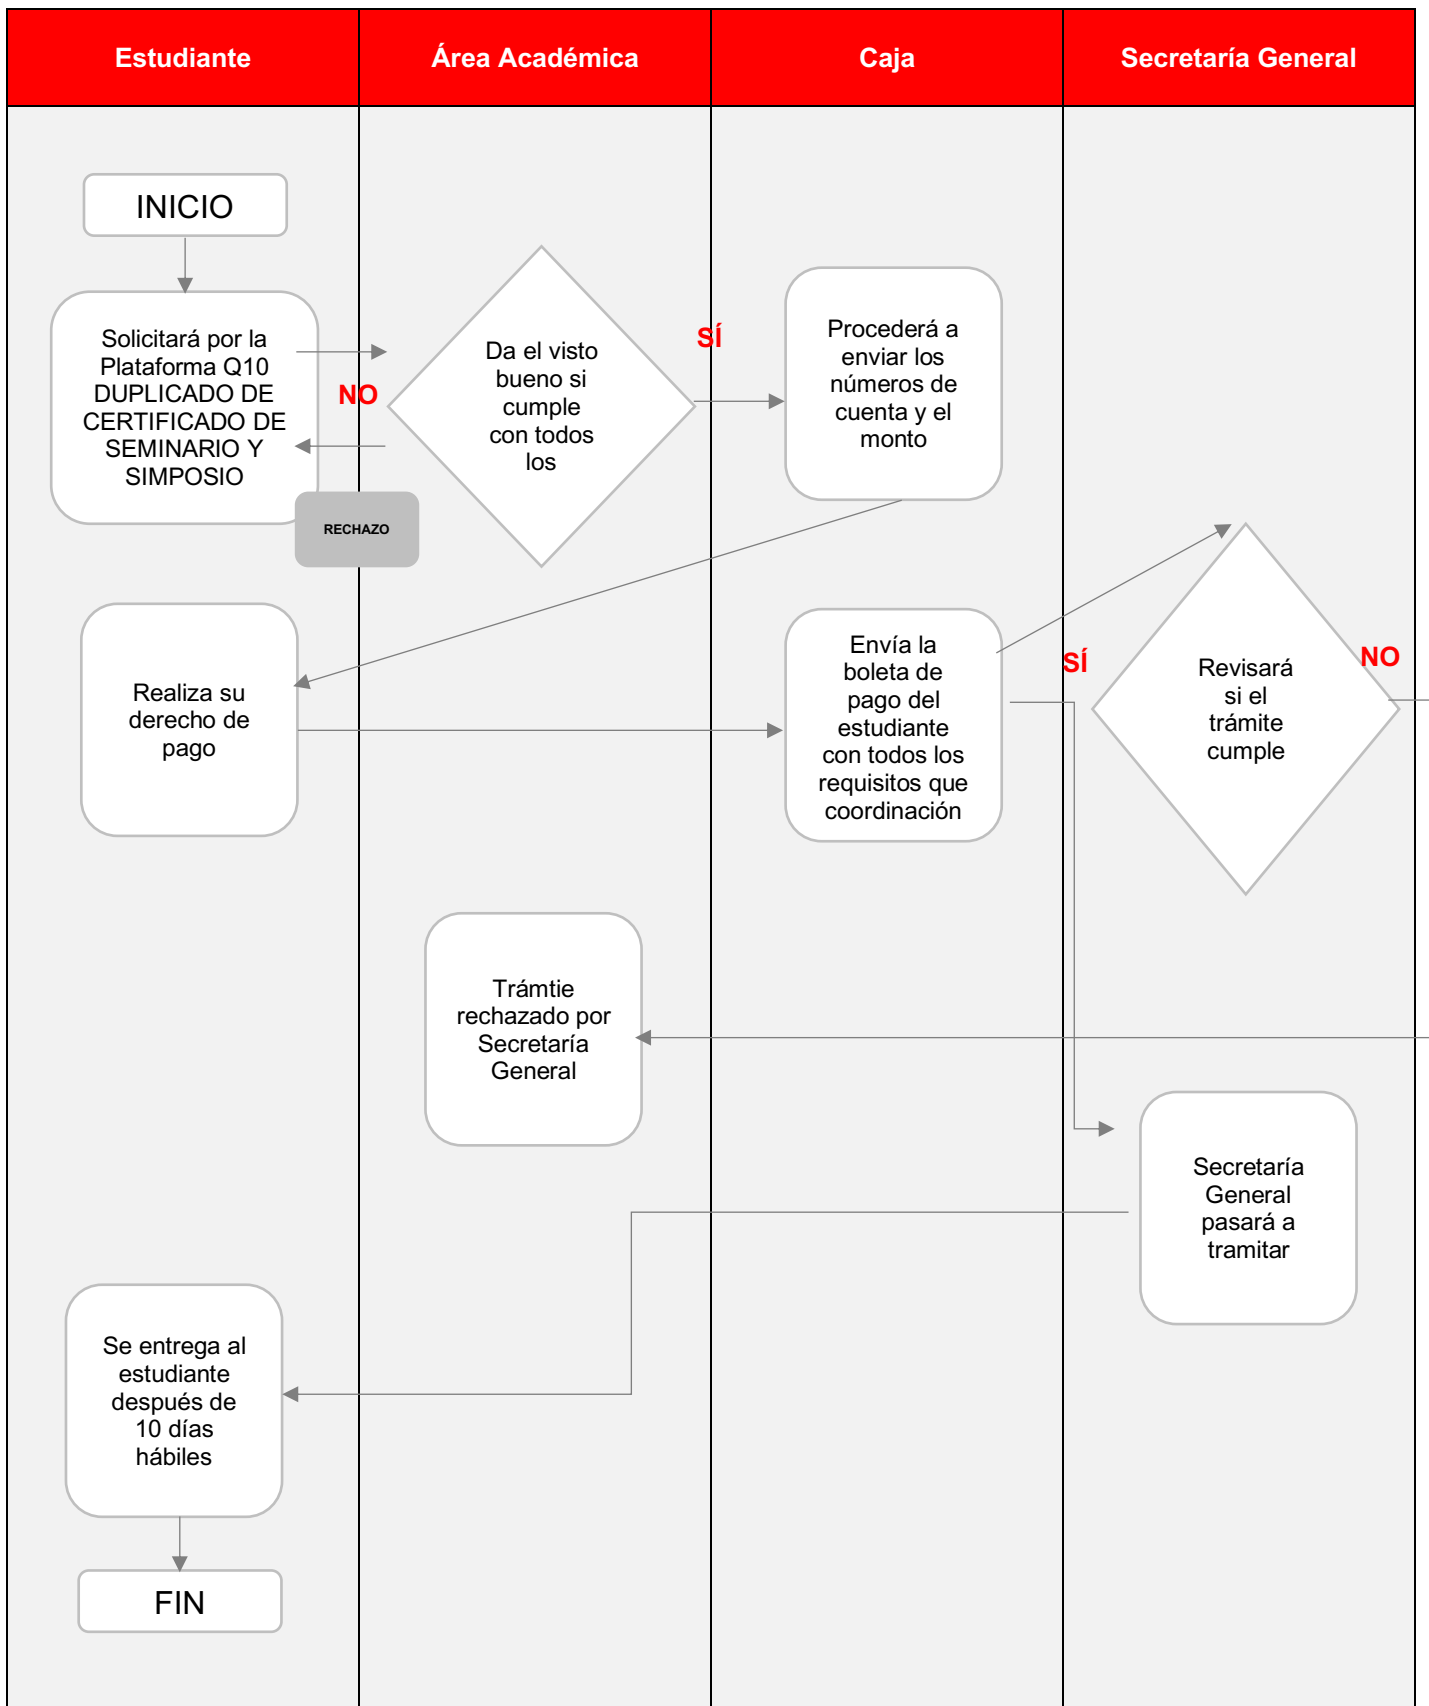 Estudiante
Área Académica
Caja
Secretaría General
INICIO
Solicitará por la
Plataforma Q10
DUPLICADO DE
CERTIFICADO DE
SEMINARIO Y
SIMPOSIO
NO
RECHAZO
Da el visto
bueno si
cumple
con todos
los
SÍ
Procederá a
enviar los
números de
cuenta y el
monto
Realiza su
derecho de
pago
Envía la
boleta de
pago del
estudiante
con todos los
requisitos que
coordinación
SÍ
Revisará
si el
trámite
cumple
NO
Trámtie
rechazado por
Secretaría
General
Secretaría
General
pasará a
tramitar
Se entrega al
estudiante
después de
10 días
hábiles
FIN